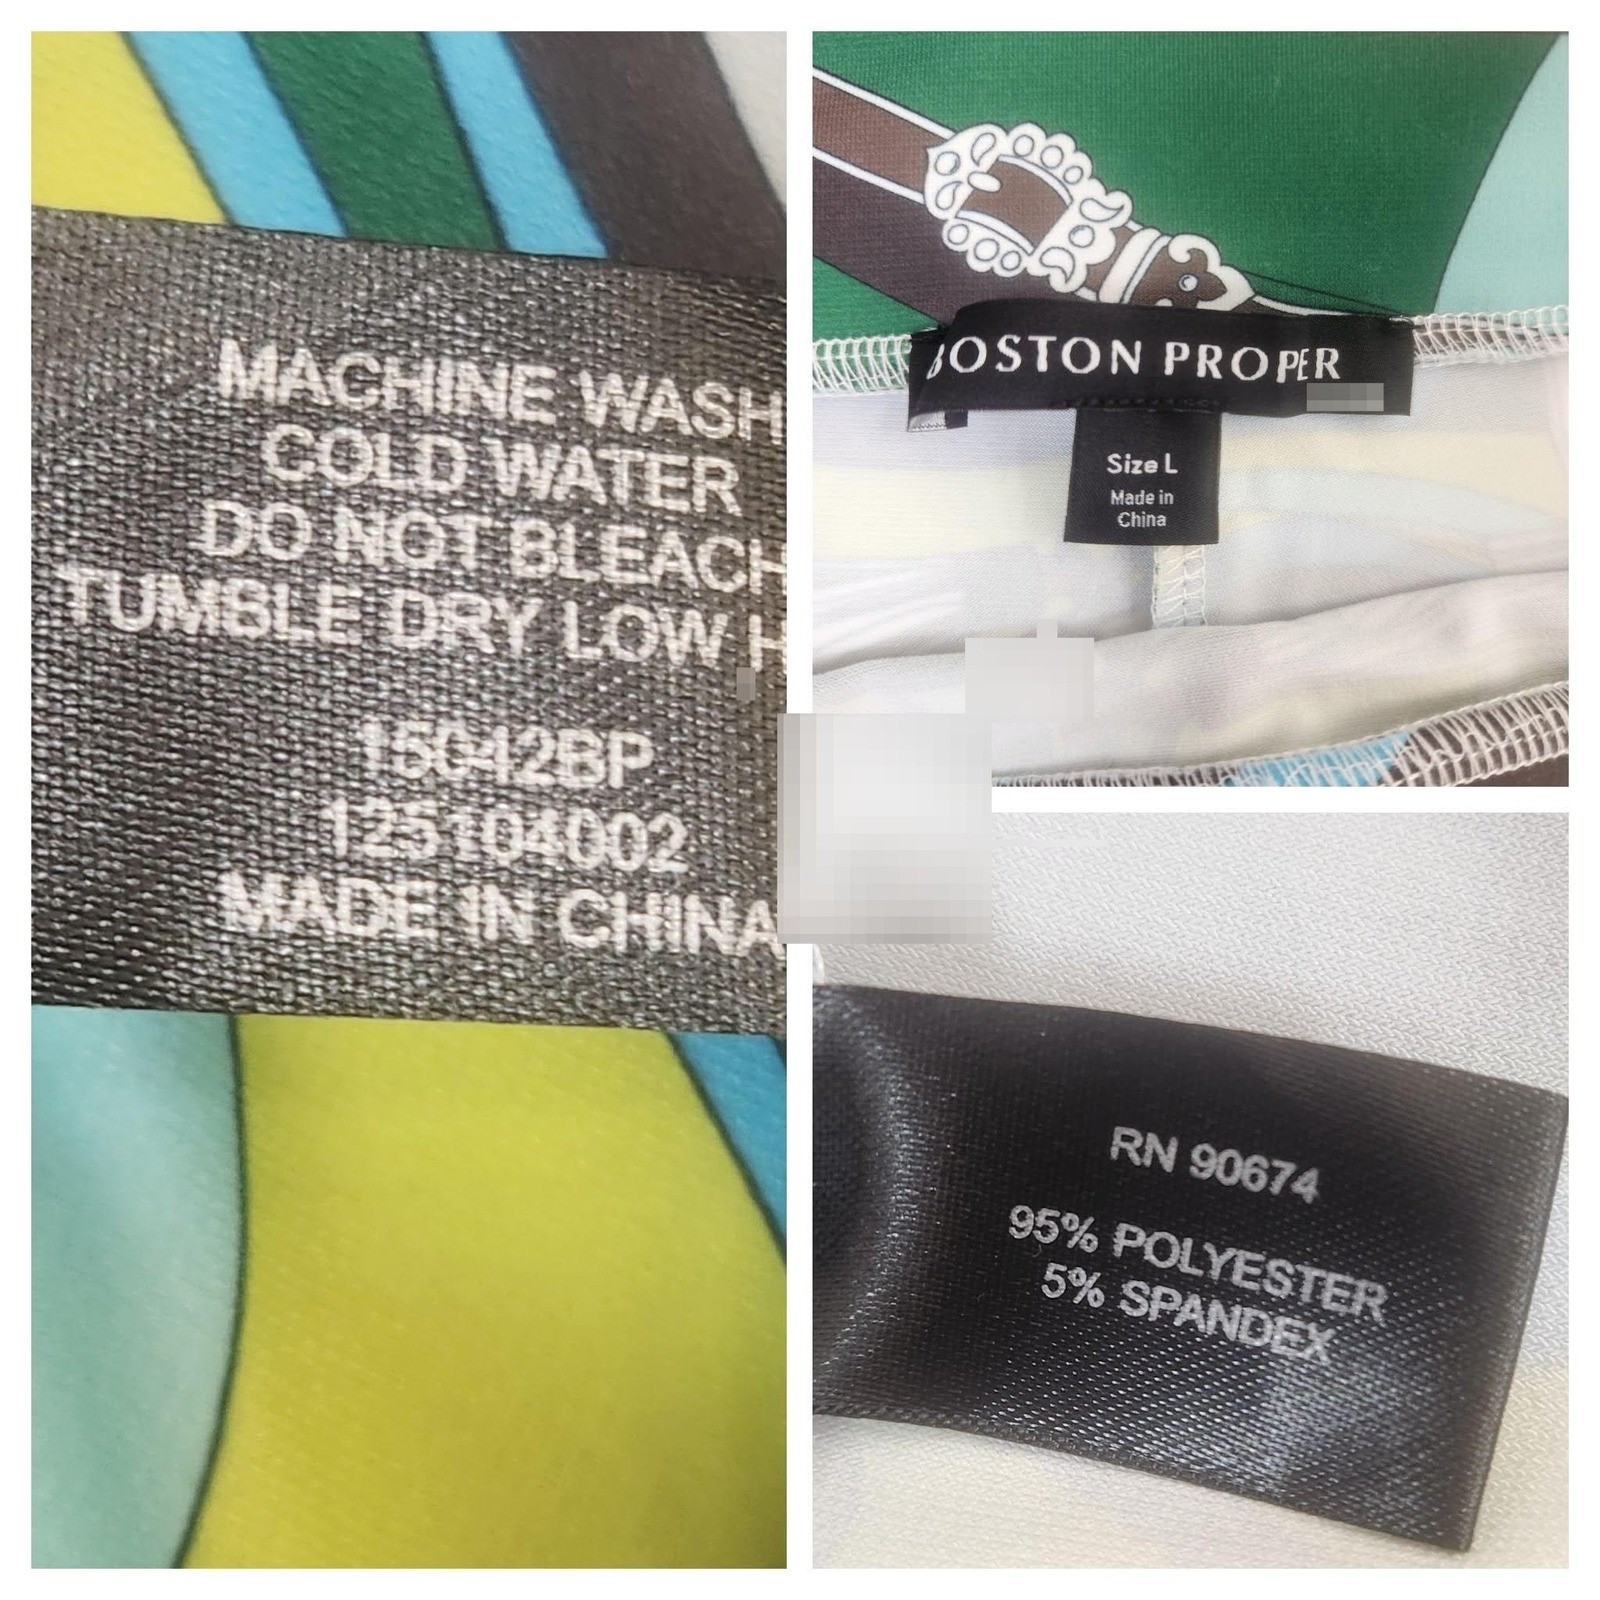 MACHINE WASH
COLD WATER
DO NOT BLEACH
TUMBLE DRY LOW H
15042BP
125104002
MADE IN CHINA
BOSTON PROPER
Size L
Made in
China
RN 90674
95% POLYESTER
5% SPANDEX